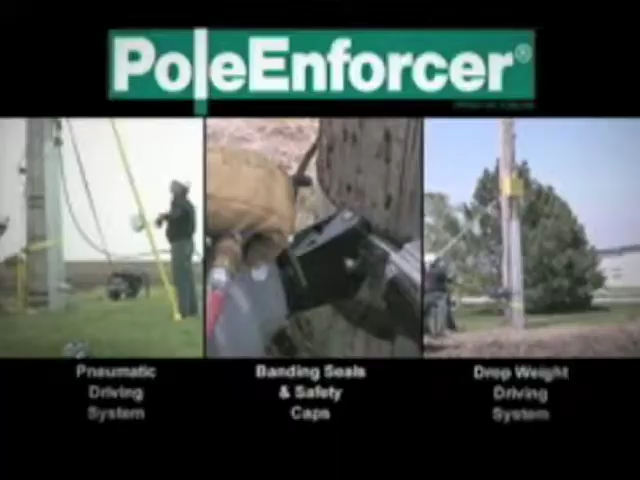 PoleEnforcer®
Pneumatic
Driving
System
Banding Seals
& Safety
Caps
Drop Weight
Driving
System